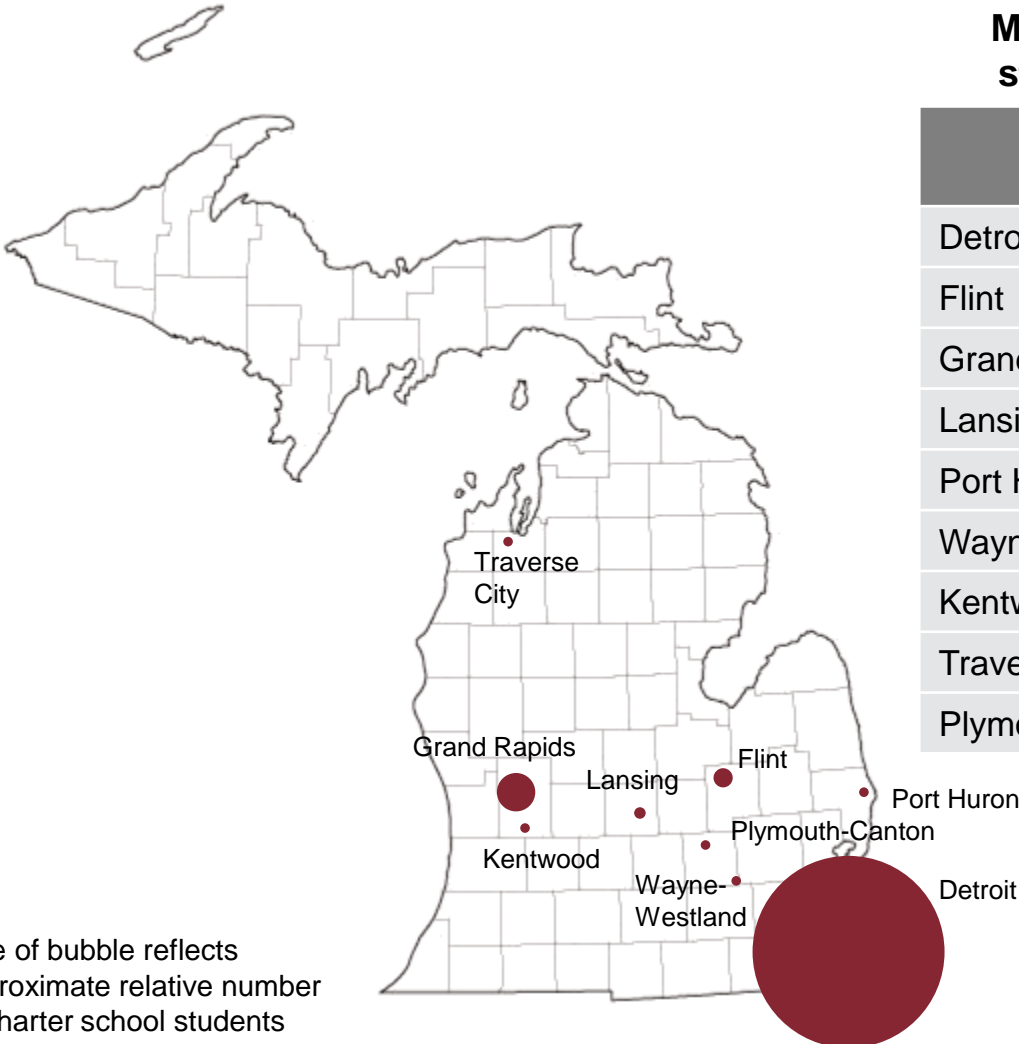 M
s
Detro
Flint
Grand
Lansi
Port H
Wayn
Kentw
Trave
Plymo
Traverse
City
Grand Rapids
Lansing
Flint
Port Huron
Kentwood
Plymouth-Canton
Wayne-
Westland
Detroit
e of bubble reflects
roximate relative number
harter school students